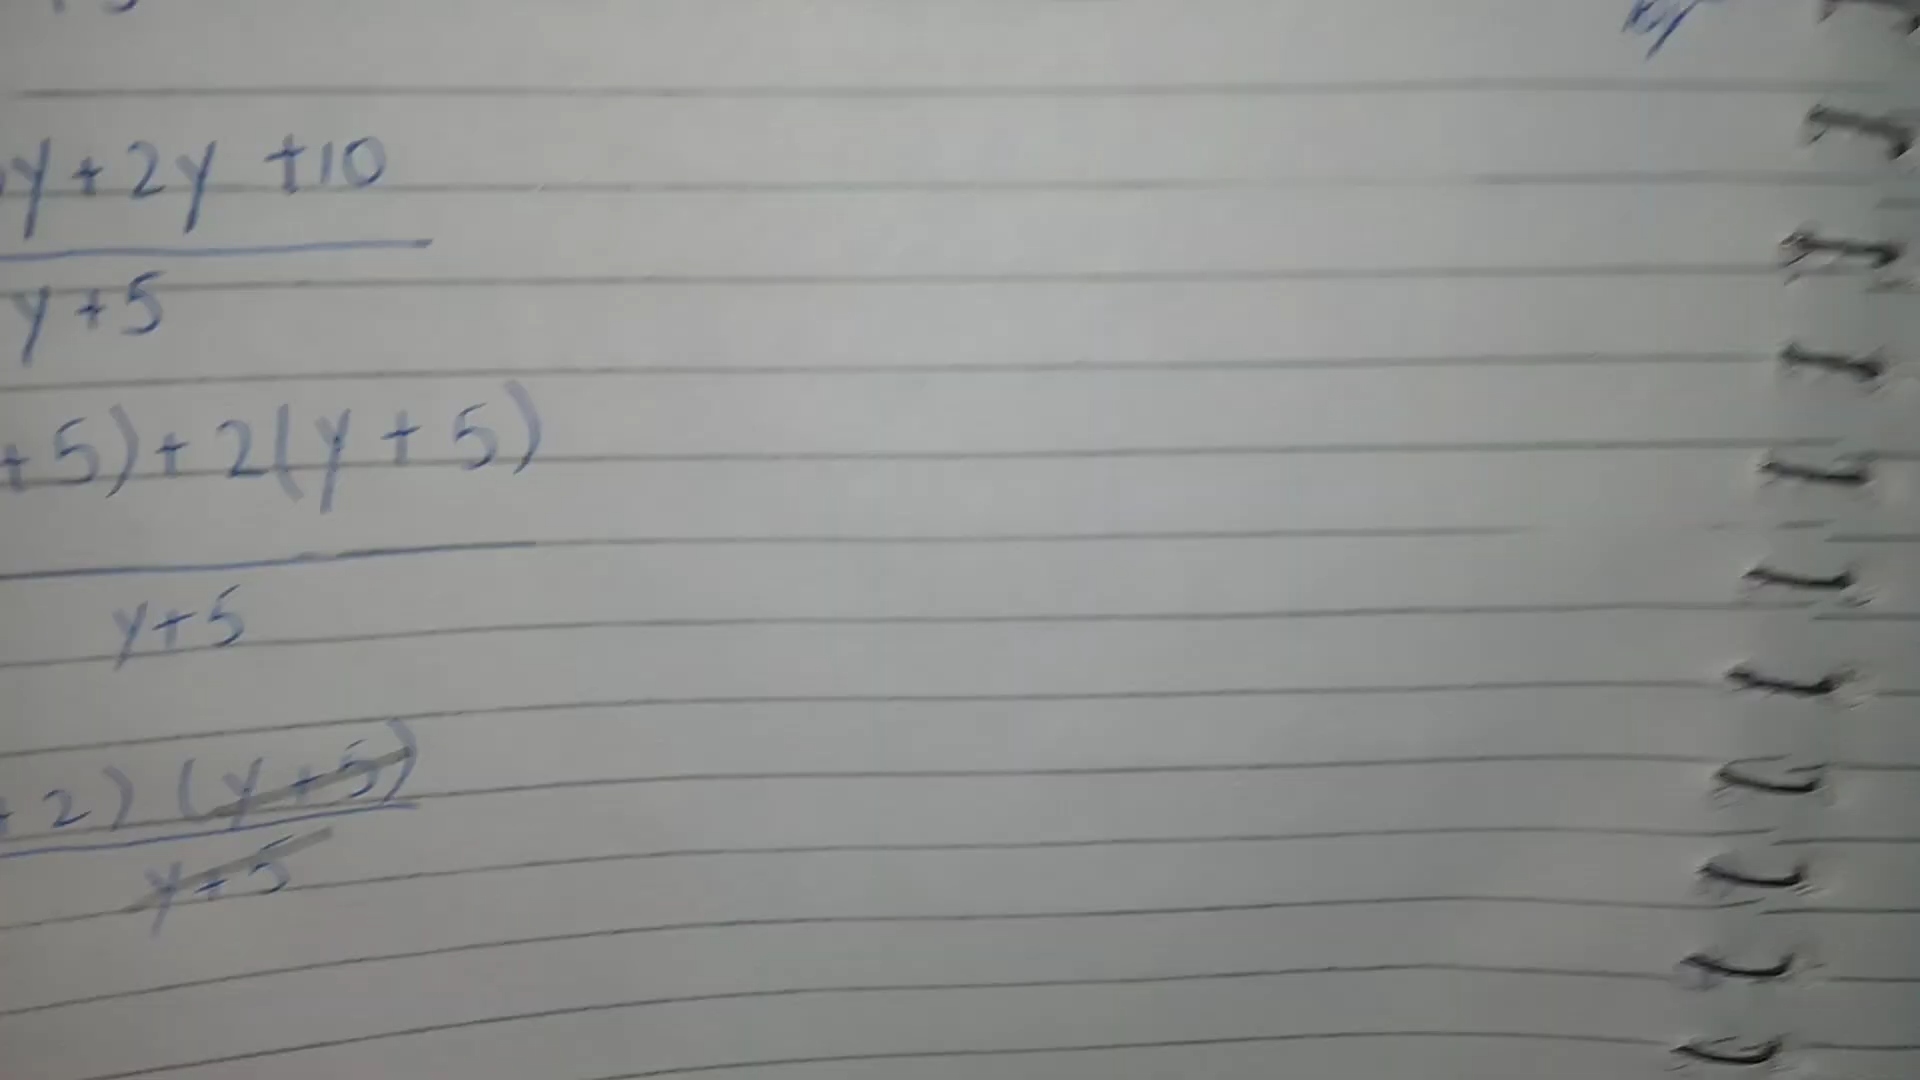 y + 2y + 10
y + 5
+ 5) + 2(y + 5)
y + 5
+ 2) (y + 5)
y + 5